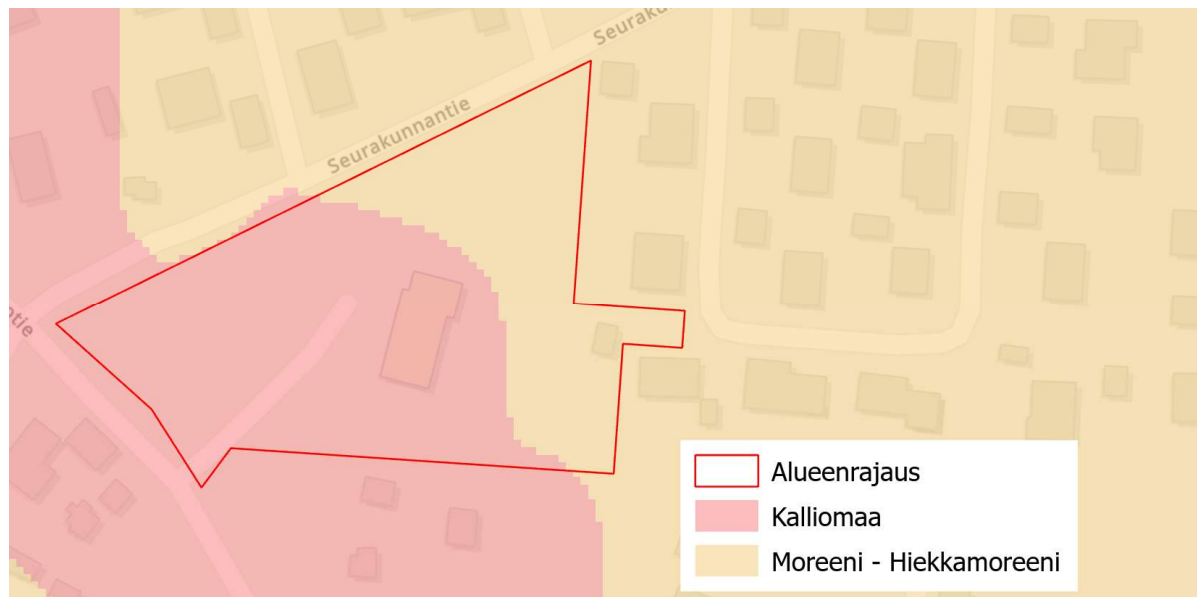 Seurakunnantie
Seurakunnantie
Alueenrajaus
Kalliomaa
Moreeni - Hiekkamoreeni